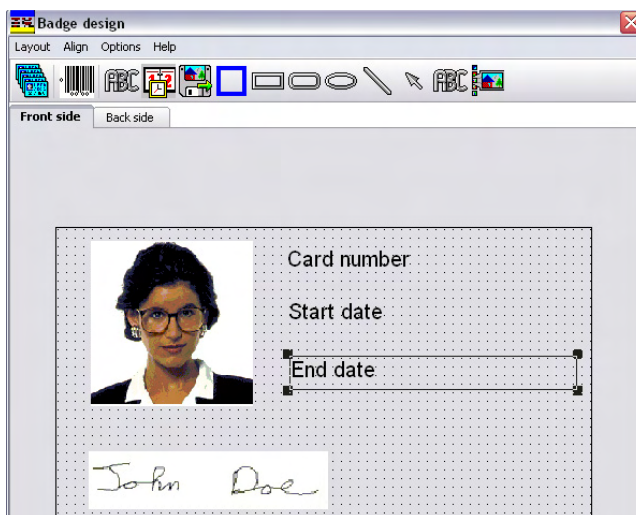 Badge design
Layout Align Options Help
ABC ABC
Front side Back side
Card number
Start date
End date
John Doe